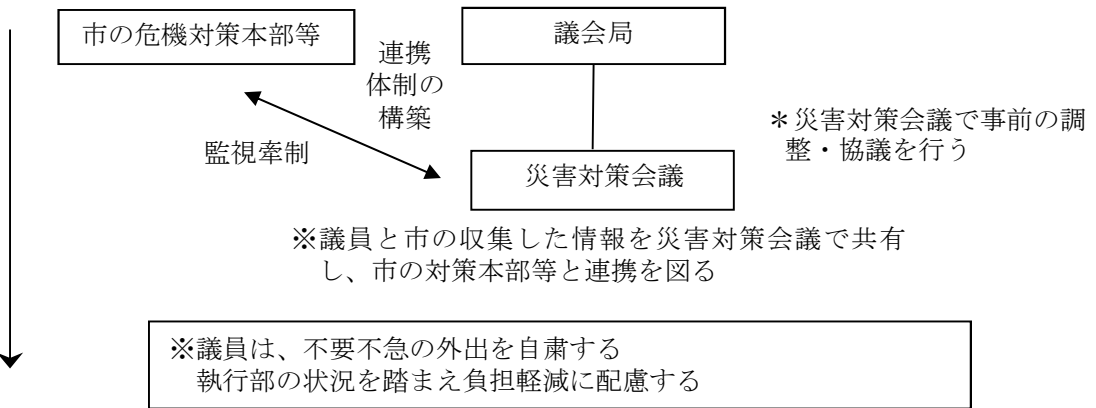 市の危機対策本部等
議会局
連携
体制の
構築
監視牽制
災害対策会議
＊災害対策会議で事前の調
整・協議を行う
※議員と市の収集した情報を災害対策会議で共有
し、市の対策本部等と連携を図る
※議員は、不要不急の外出を自粛する
執行部の状況を踏まえ負担軽減に配慮する